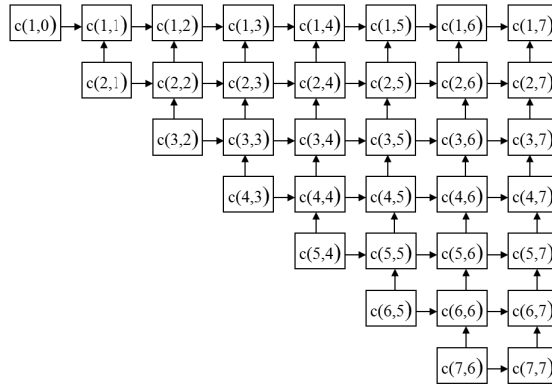 c(1,0) c(1,1) c(1,2) c(1,3) c(1,4) c(1,5) c(1,6) c(1,7)
c(2,1) c(2,2) c(2,3) c(2,4) c(2,5) c(2,6) c(2,7)
c(3,2) c(3,3) c(3,4) c(3,5) c(3,6) c(3,7)
c(4,3) c(4,4) c(4,5) c(4,6) c(4,7)
c(5,4) c(5,5) c(5,6) c(5,7)
c(6,5) c(6,6) c(6,7)
c(7,6) c(7,7)